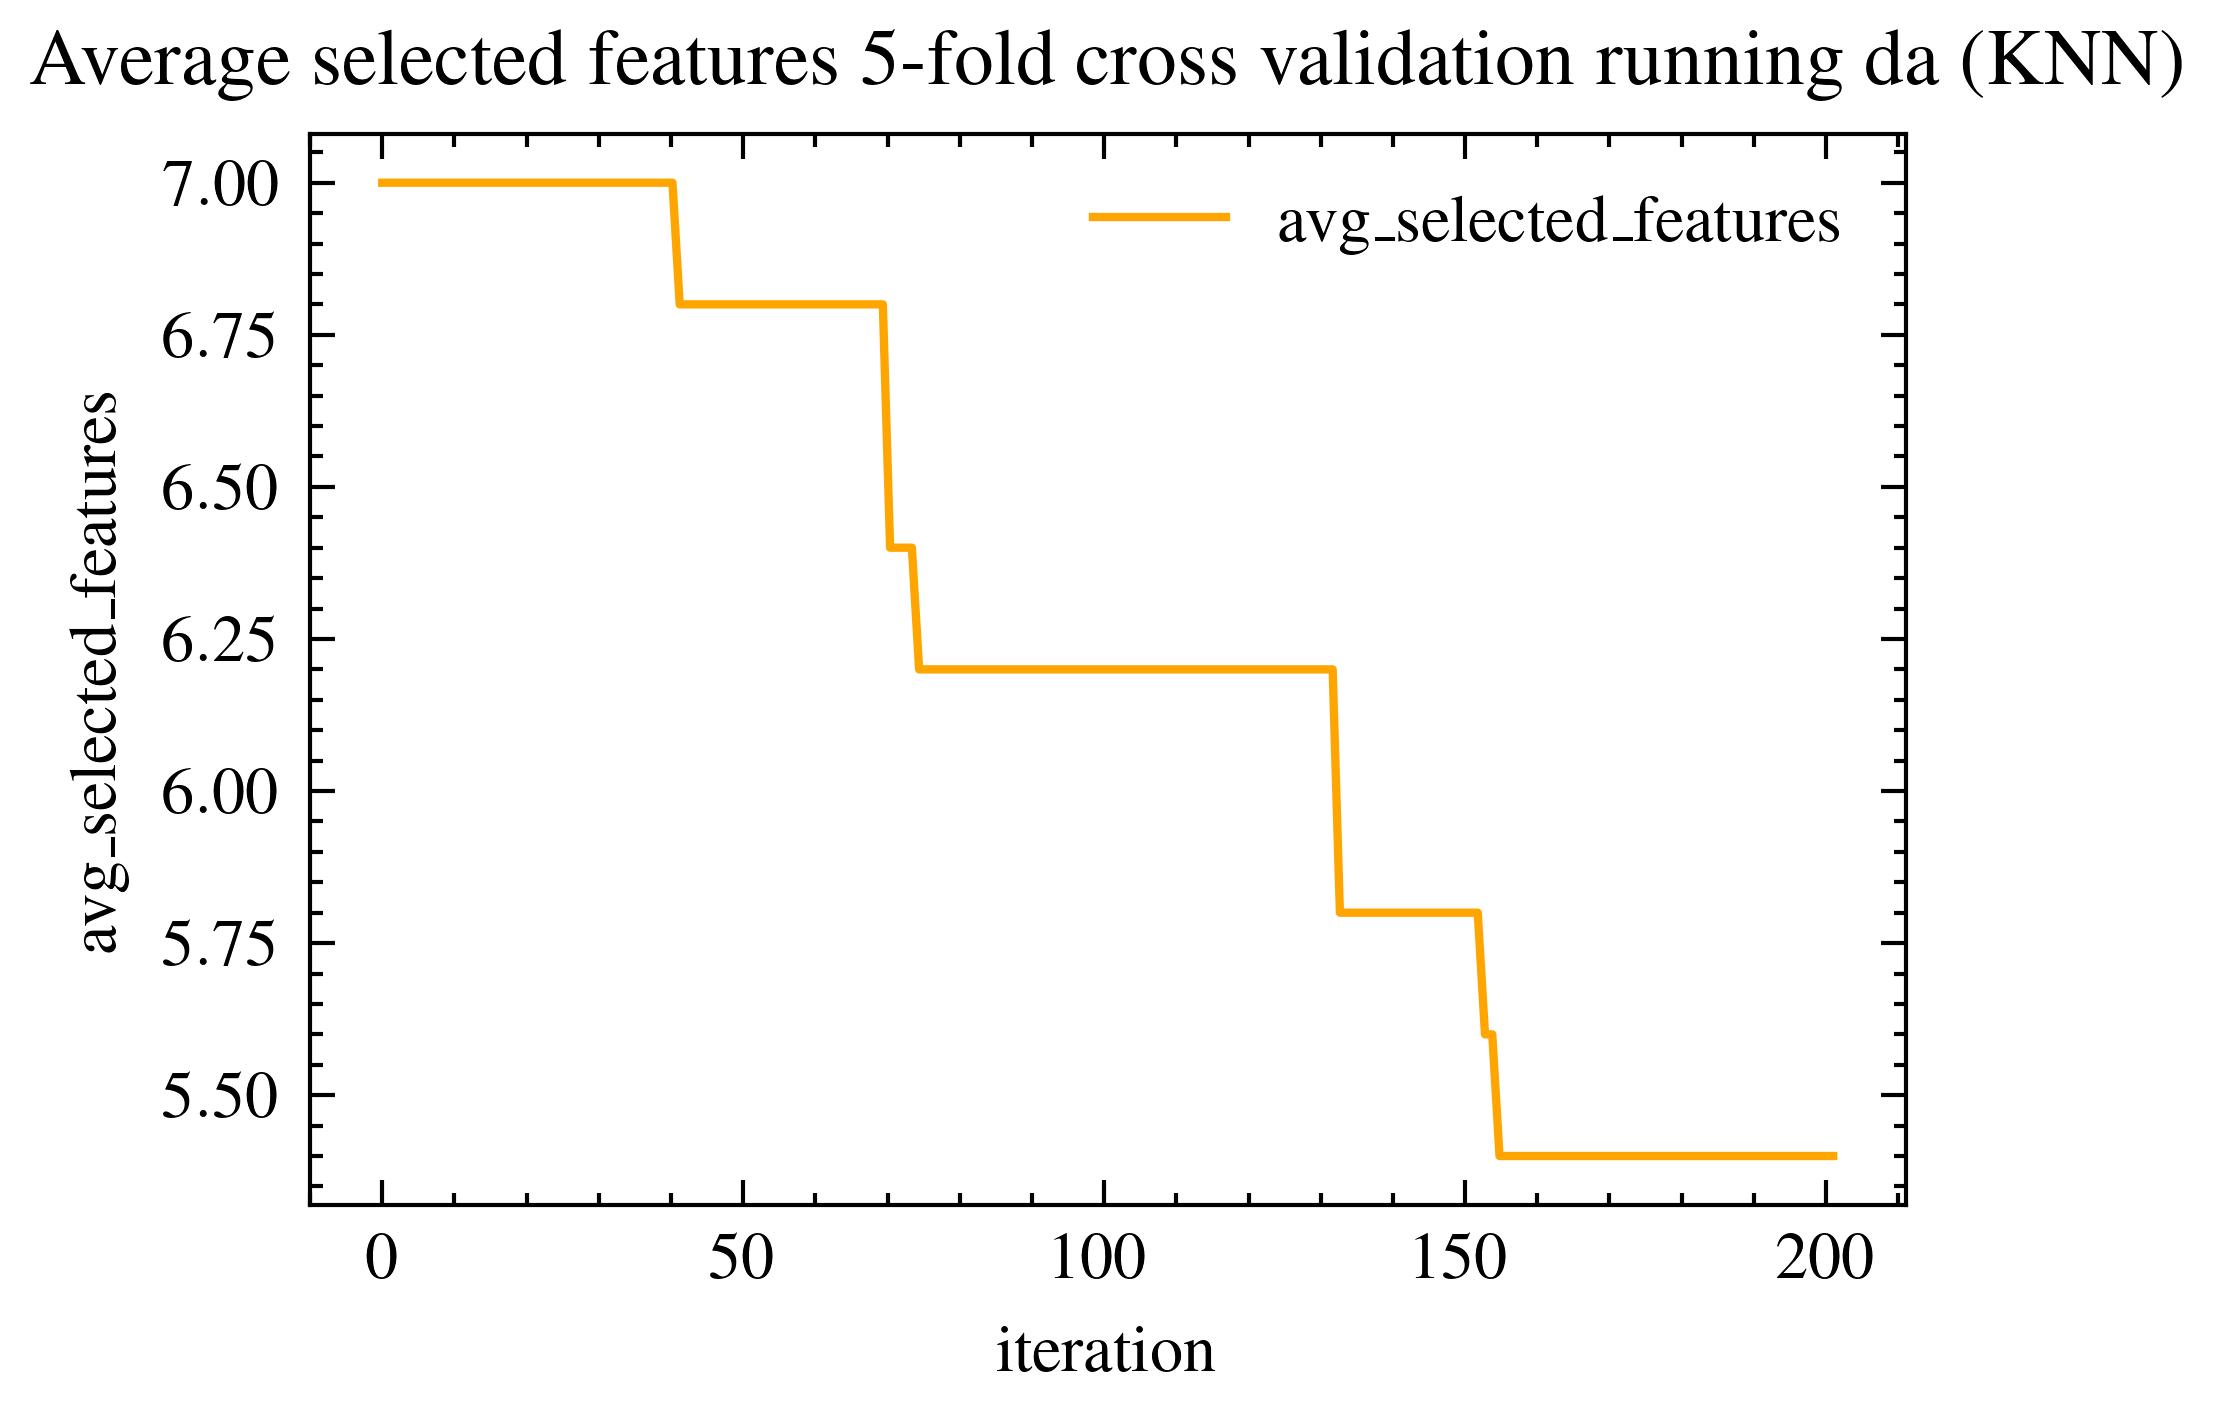 Average selected features 5-fold cross validation running da (KNN)
avg_selected_features
7.00
6.75
6.50
6.25
6.00
5.75
5.50
avg_selected_features
0 50 100 150 200
iteration